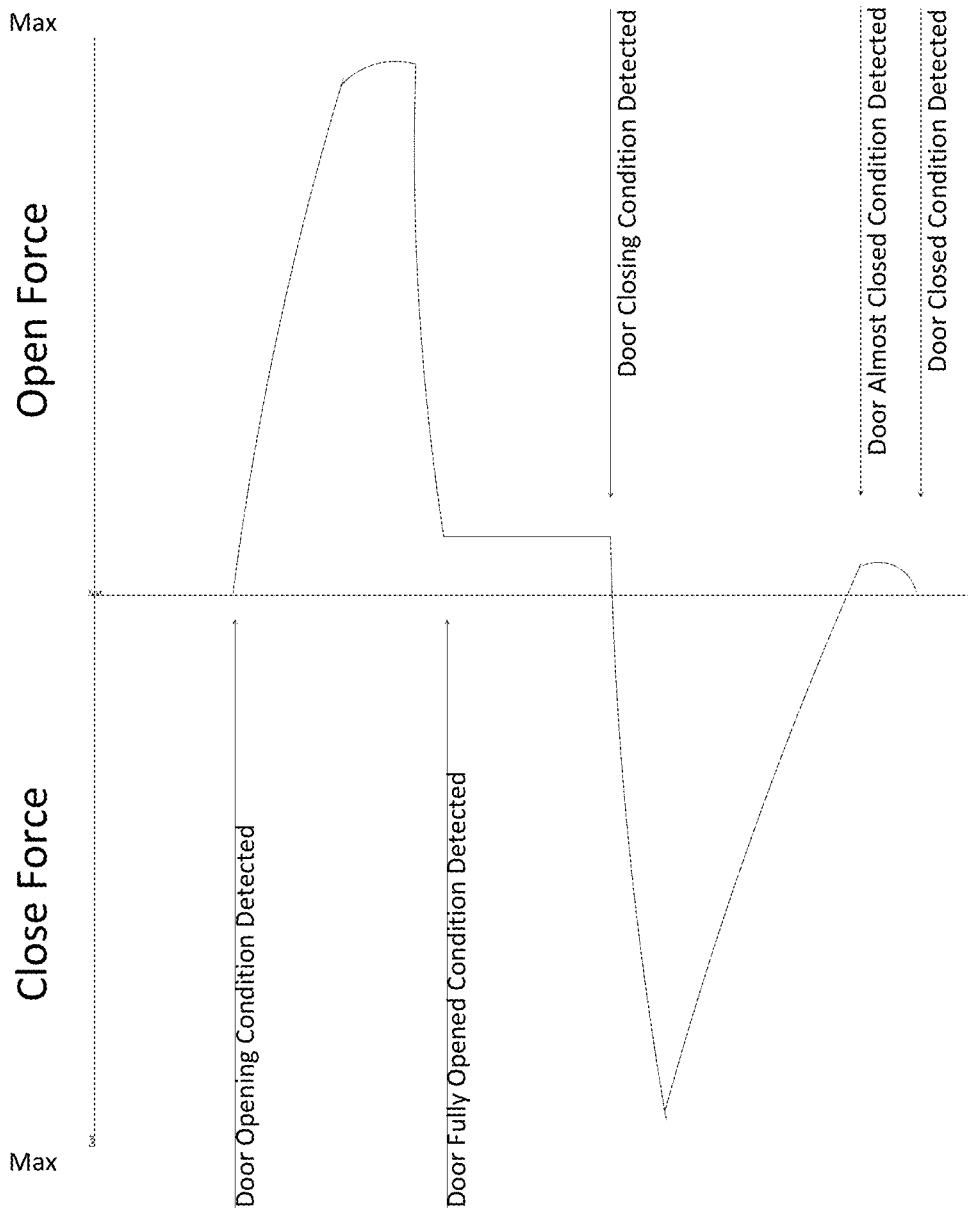 Max
Open Force
Door Closing Condition Detected
Door Almost Closed Condition Detected
Door Closed Condition Detected
Close Force
Door Opening Condition Detected
Door Fully Opened Condition Detected
Max